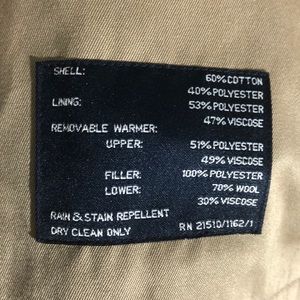 SHELL: 60% COTTON
40% POLYESTER
LINING: 53% POLYESTER
47% VISCOSE
REMOVABLE WARMER:
UPPER: 51% POLYESTER
49% VISCOSE
FILLER: 100% POLYESTER
LOWER: 70% WOOL
30% VISCOSE
RAIN & STAIN REPELLENT
DRY CLEAN ONLY RN 21510/1162/1